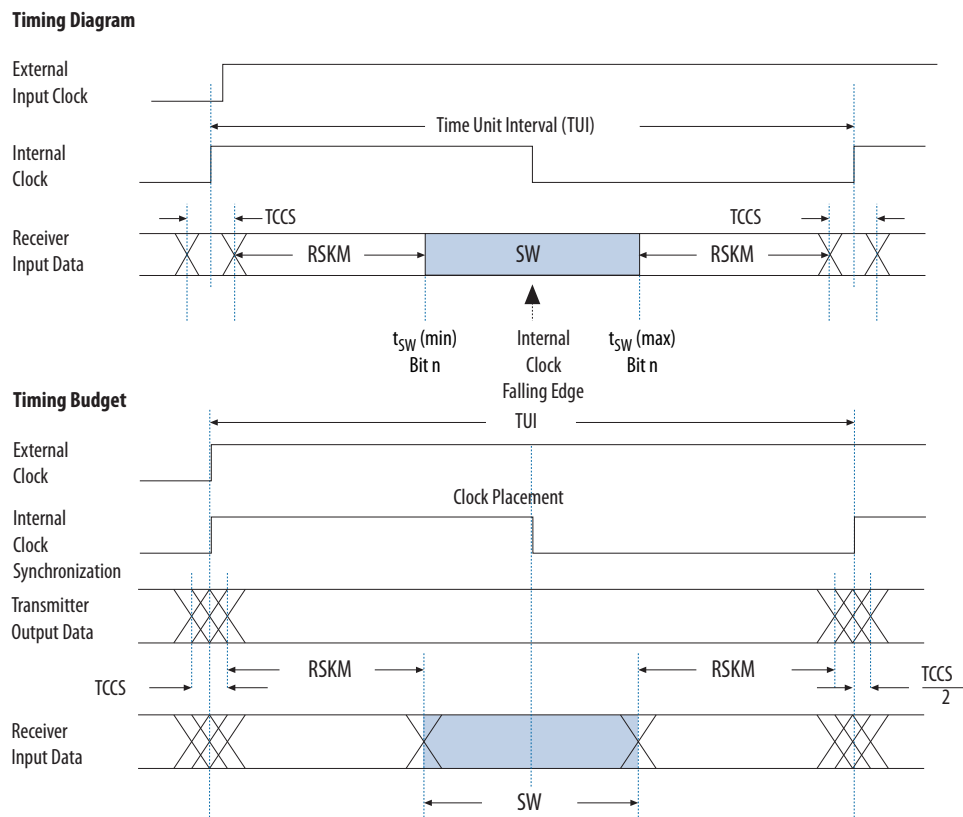 Timing Diagram
External
Input Clock
Time Unit Interval (TUI)
Internal
Clock
TCCS
TCCS
Receiver
Input Data
RSKM
SW
RSKM
tSW (min)
Bit n
Internal
Clock
Falling Edge
tSW (max)
Bit n
Timing Budget
TUI
External
Clock
Clock Placement
Internal
Clock
Synchronization
Transmitter
Output Data
RSKM
RSKM
TCCS
TCCS
2
Receiver
Input Data
SW